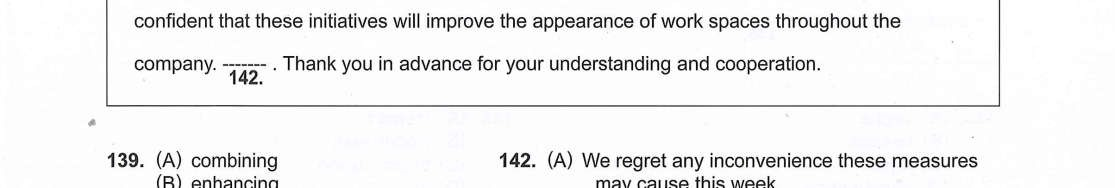 confident that these initiatives will improve the appearance of work spaces throughout the
company. ------- . Thank you in advance for your understanding and cooperation.
142.
139. (A) combining
(B) enhancing
142. (A) We regret any inconvenience these measures
may cause this week.